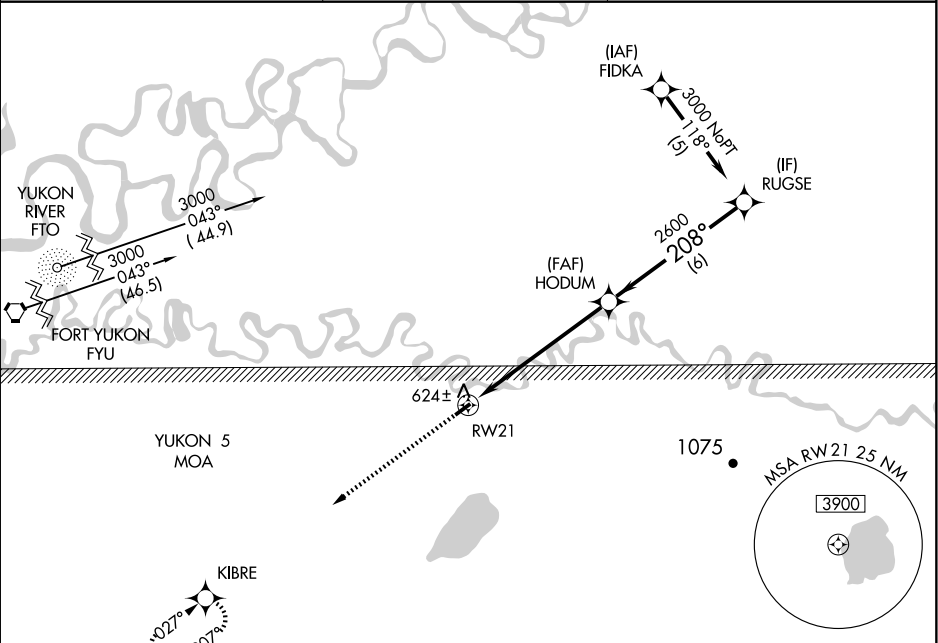 (IAF)
FIDKA
3000 NoPT
118°
(5)
(IF)
RUGSE
YUKON
RIVER
FTO
3000
043°
( 44.9)
3000
043°
(46.5)
2600
208°
(6)
(FAF)
HODUM
FORT YUKON
FYU
624±
RW21
YUKON 5
MOA
1075
MSA RW21 25 NM
3900
KIBRE
027°